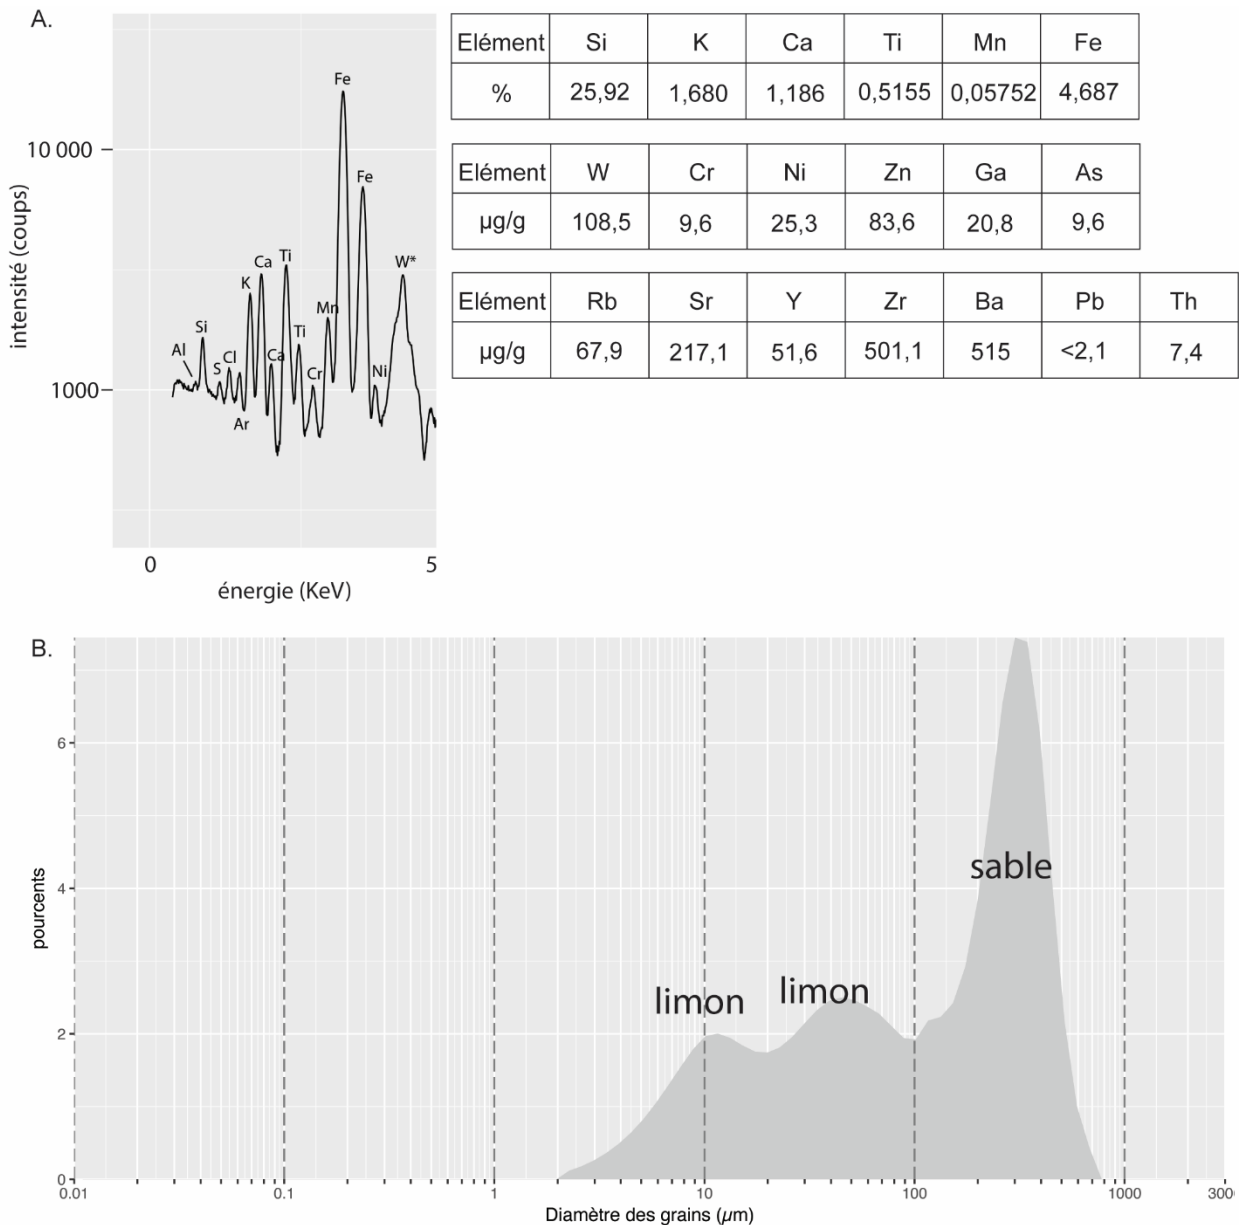 A.
Fe
10 000
Fe
Ca
Ti
W*
K
Mn
Si
Ti
Al
S
Cl
Ca
Cr
Ni
1000
Ar
intensité (coups)
0
5
énergie (KeV)
Elément Si K Ca Ti Mn Fe
% 25,92 1,680 1,186 0,5155 0,05752 4,687
Elément W Cr Ni Zn Ga As
µg/g 108,5 9,6 25,3 83,6 20,8 9,6
Elément Rb Sr Y Zr Ba Pb Th
µg/g 67,9 217,1 51,6 501,1 515 <2,1 7,4
B.
6
sable
4
limon
limon
2
0
pourcents
0.01 0.1 1 10 100 1000 300
Diamètre des grains (µm)